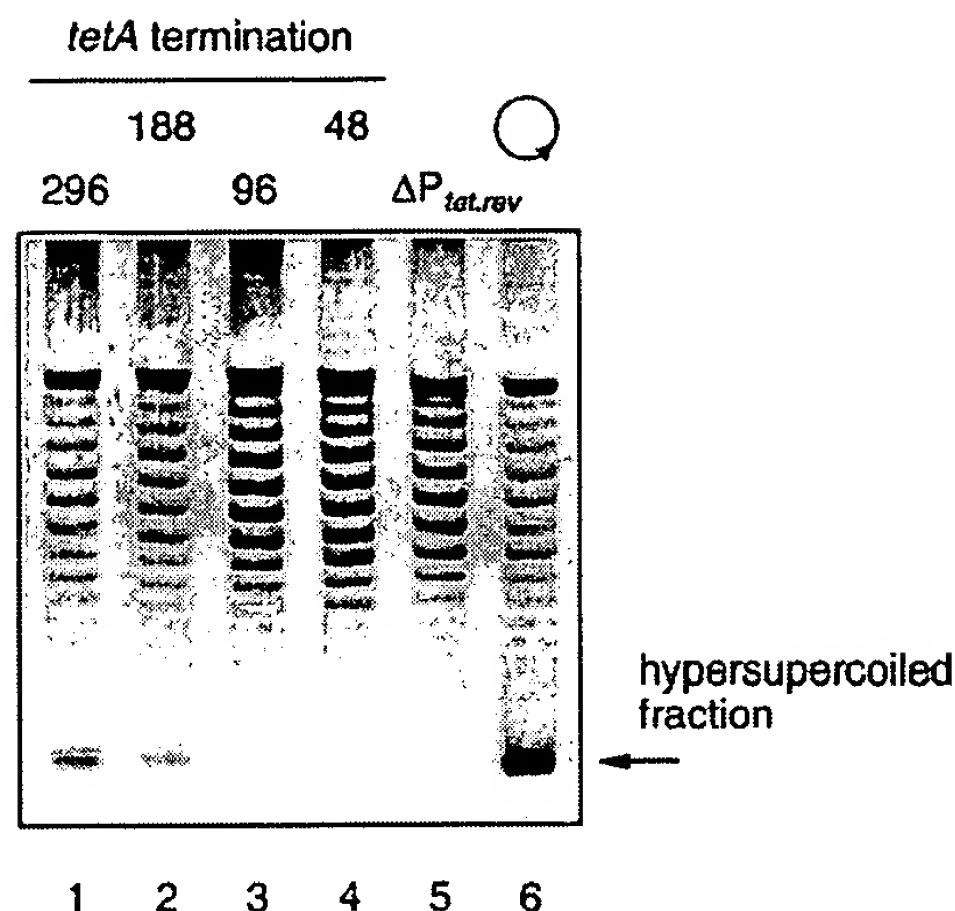 tetA termination
188 48
296 96 ΔPtet.rev
hypersupercoiled
fraction
1 2 3 4 5 6